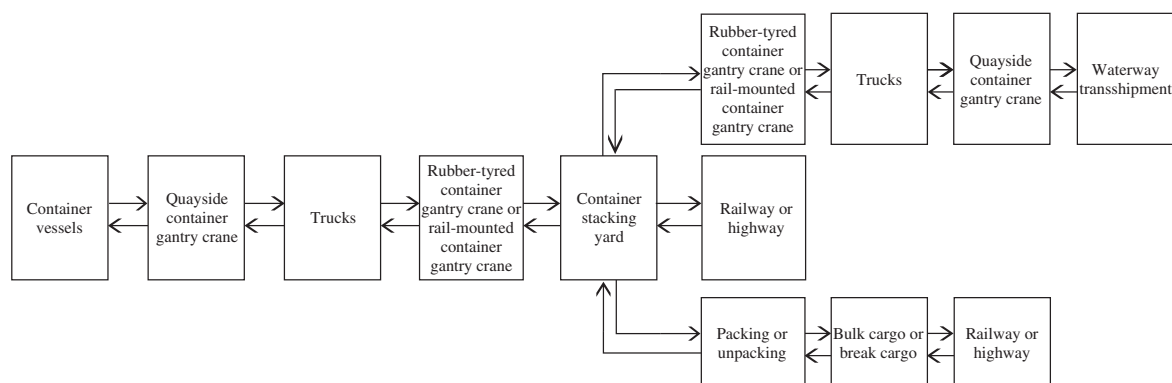 Rubber-tyred
container
gantry crane or
rail-mounted
container
gantry crane
Trucks
Quayside
container
gantry crane
Waterway
transshipment
Container
vessels
Quayside
container
gantry crane
Trucks
Rubber-tyred
container
gantry crane or
rail-mounted
container
gantry crane
Container
stacking
yard
Railway or
highway
Packing or
unpacking
Bulk cargo or
break cargo
Railway or
highway